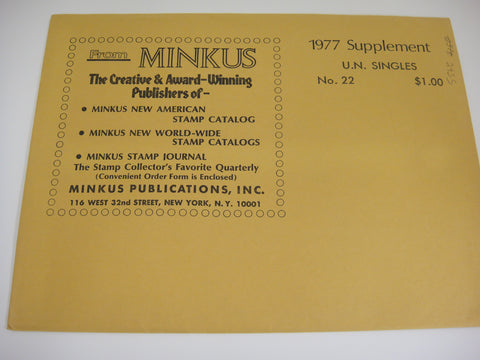 From MINKUS
The Creative & Award-Winning
Publishers of-
• MINKUS NEW AMERICAN
STAMP CATALOG
• MINKUS NEW WORLD-WIDE
STAMP CATALOGS
• MINKUS STAMP JOURNAL
The Stamp Collector's Favorite Quarterly
(Convenient Order Form is Enclosed)
MINKUS PUBLICATIONS, INC.
116 WEST 32nd STREET, NEW YORK, N. Y. 10001
1977 Supplement
U.N. SINGLES
No. 22 $1.00